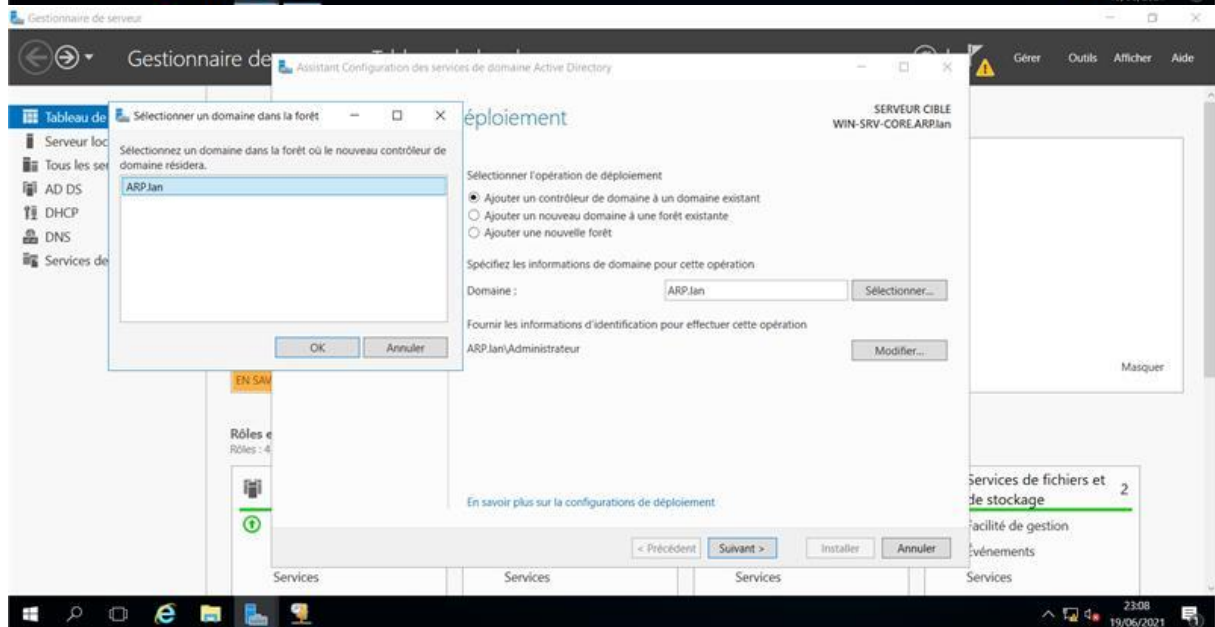 Gestionnaire de serveur
Gestionnaire de
Gérer Outils Afficher Aide
Tableau de
Serveur loc
Tous les ser
AD DS
DHCP
DNS
Services de
Sélectionner un domaine dans la forêt
Sélectionnez un domaine dans la forêt où le nouveau contrôleur de
domaine résidera.
ARP.lan
OK Annuler
Assistant Configuration des services de domaine Active Directory
éploiement
SERVEUR CIBLE
WIN-SRV-CORE.ARP.lan
Sélectionner l'opération de déploiement
Ajouter un contrôleur de domaine à un domaine existant
Ajouter un nouveau domaine à une forêt existante
Ajouter une nouvelle forêt
Spécifiez les informations de domaine pour cette opération
Domaine : ARP.lan Sélectionner...
Fournir les informations d'identification pour effectuer cette opération
ARP.lan\Administrateur Modifier...
En savoir plus sur la configurations de déploiement
< Précédent Suivant > Installer Annuler
Masquer
EN SAV
Rôles e
Rôles : 4
Services de fichiers et
de stockage
2
Facilité de gestion
Événements
Services
Services
Services
Services
23:08
19/06/2021